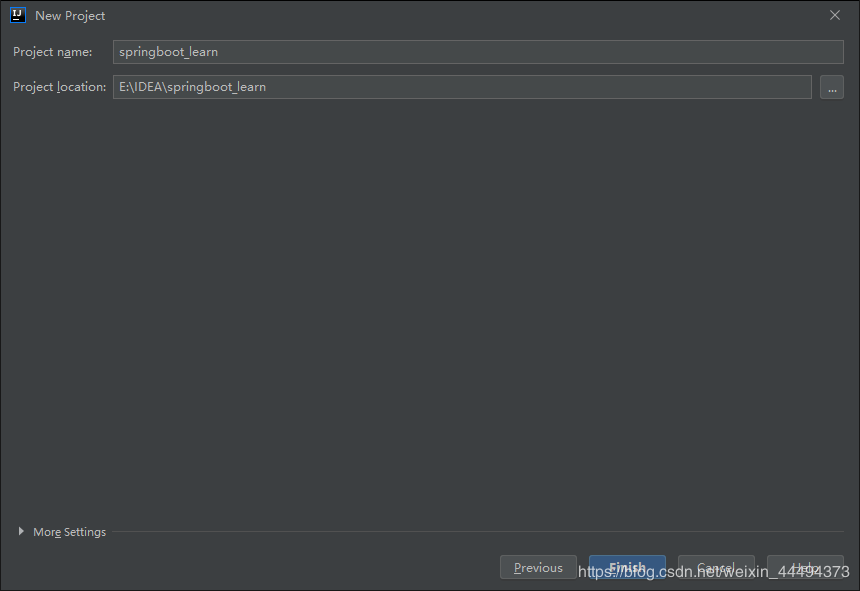 New Project
Project name: springboot_learn
Project location: E:\IDEA\springboot_learn ...
More Settings
Previous Finish Cancel Help
https://blog.csdn.net/weixin_44494373